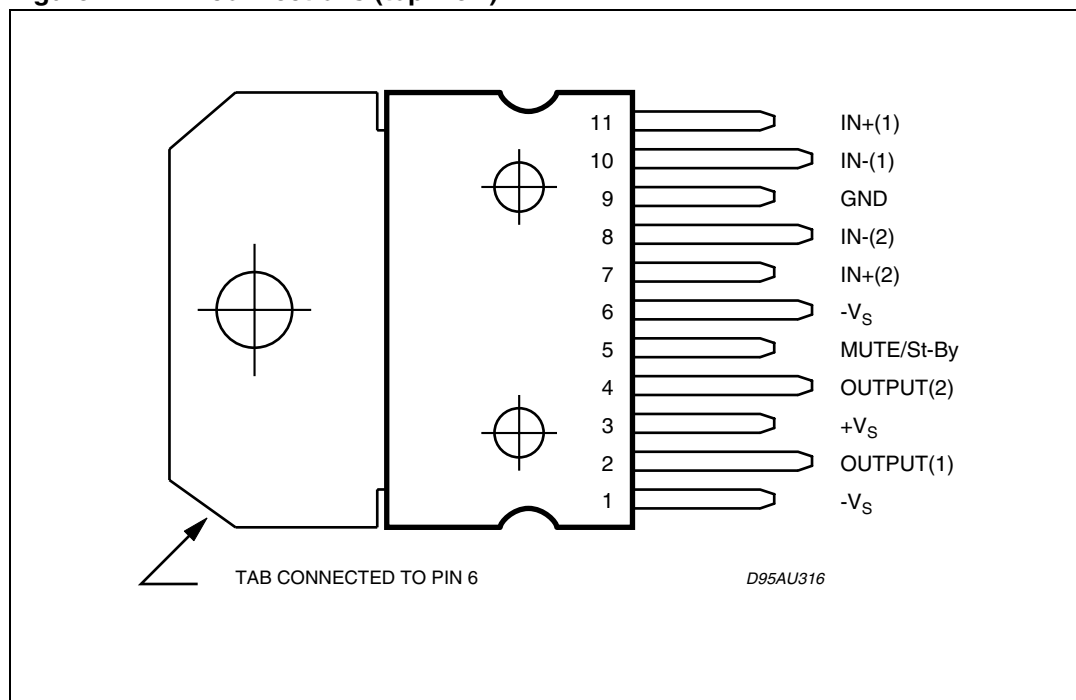 11 IN+(1)
10 IN-(1)
9 GND
8 IN-(2)
7 IN+(2)
6 -VS
5 MUTE/St-By
4 OUTPUT(2)
3 +VS
2 OUTPUT(1)
1 -VS
TAB CONNECTED TO PIN 6 D95AU316